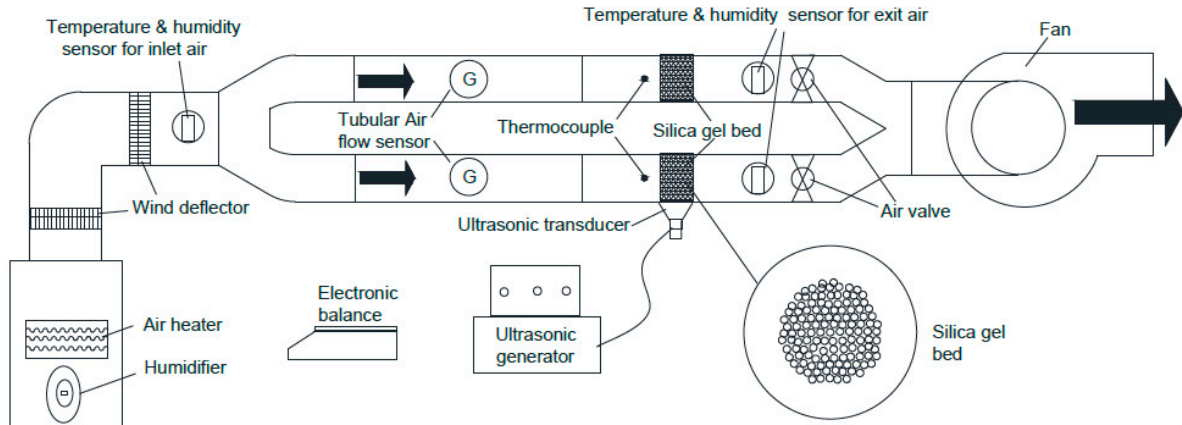 Temperature & humidity
sensor for inlet air
Temperature & humidity sensor for exit air
Fan
G
Tubular Air
flow sensor
Thermocouple
Silica gel bed
G
Wind deflector
Ultrasonic transducer
Air valve
Air heater
Humidifier
Electronic
balance
Ultrasonic
generator
Silica gel
bed